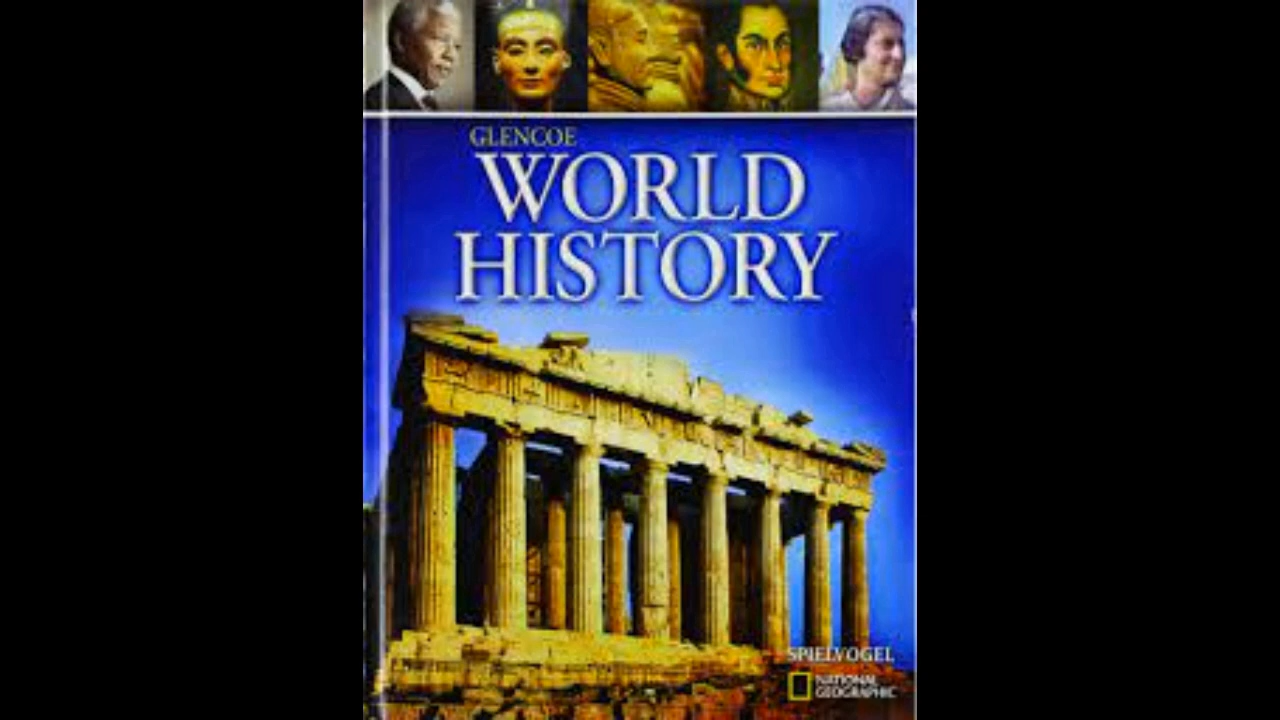 GLENCOE
WORLD
HISTORY
SPIELVOGEL
NATIONAL
GEOGRAPHIC